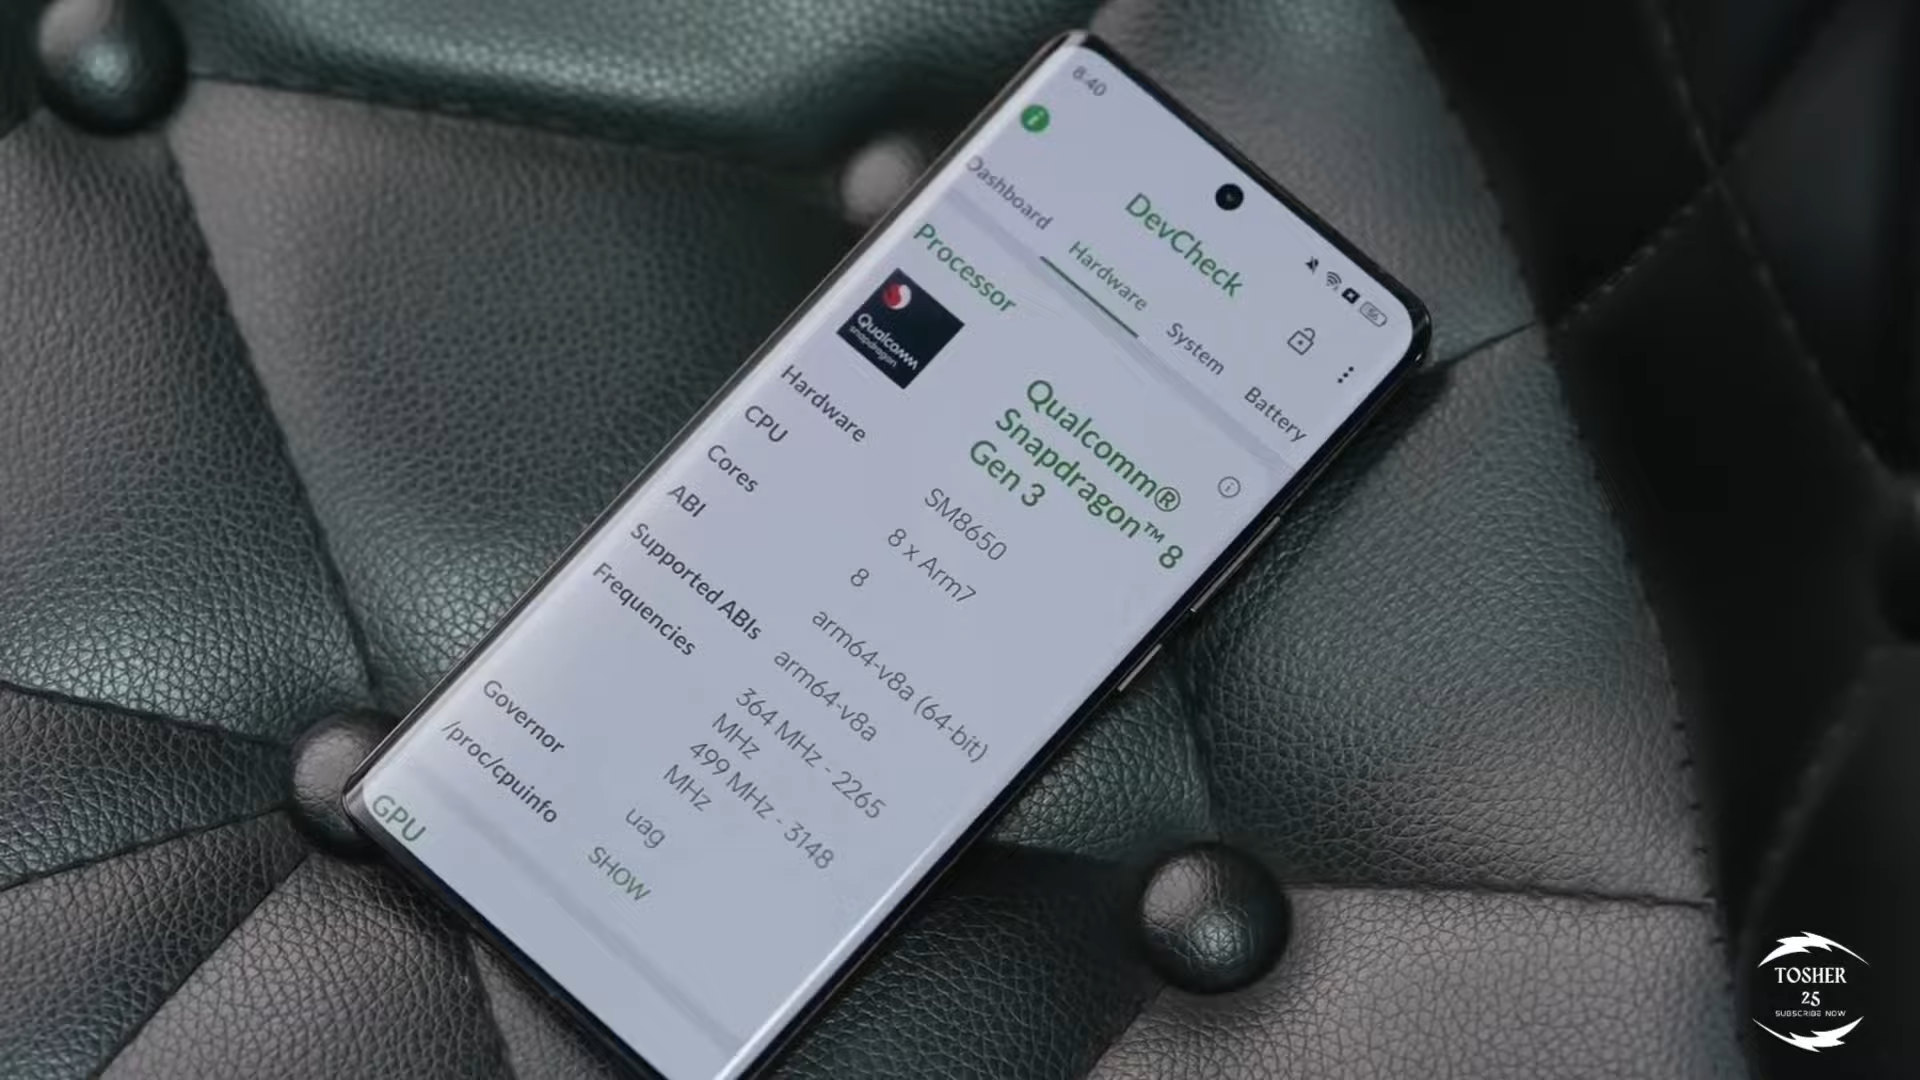 8:40
DevCheck
Dashboard
Hardware
System
Battery
Processor
Qualcomm
snapdragon
Qualcomm®
Snapdragon™ 8
Gen 3
Hardware
SM8650
CPU
8 x Arm7
Cores
8
ABI
arm64-v8a (64-bit)
Supported ABIs
arm64-v8a
Frequencies
364 MHz - 2265
MHz
499 MHz - 3148
MHz
Governor
uag
/proc/cpuinfo
SHOW
GPU
TOSHER
25
SUBSCRIBE NOW